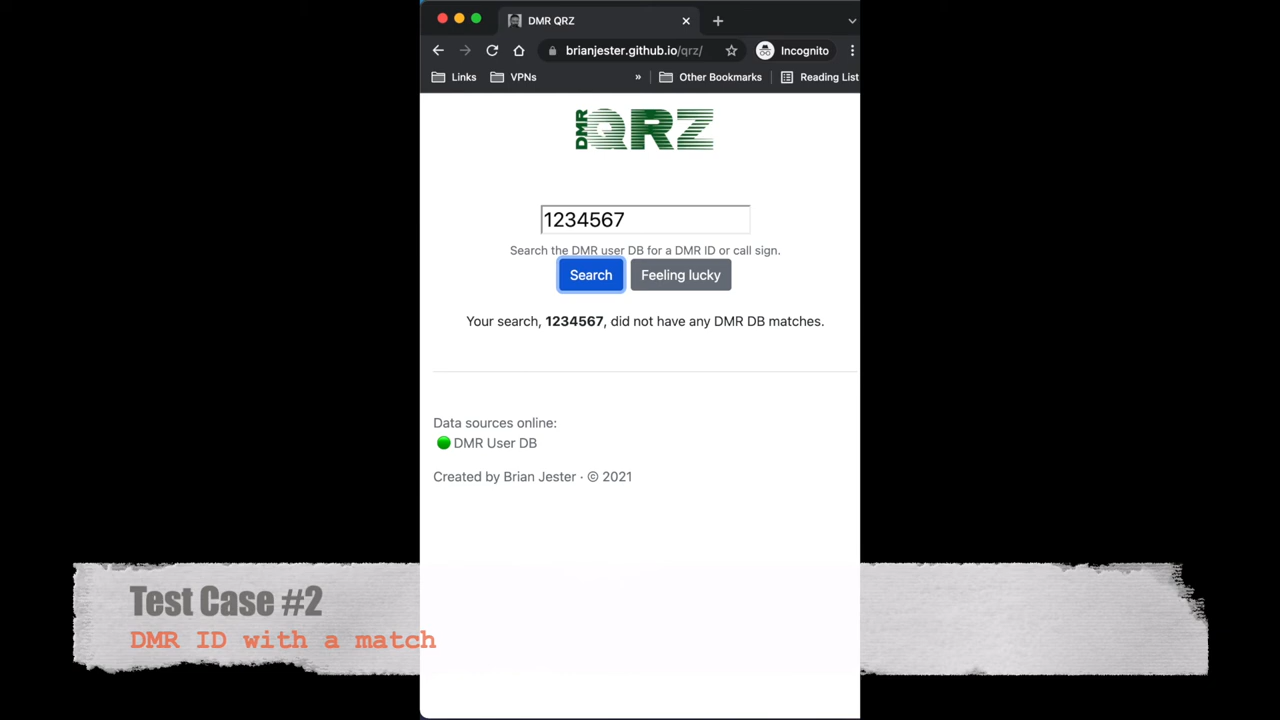 DMR QRZ
brianjester.github.io/qrz/
Incognito
Links
VPNs
»
Other Bookmarks
Reading List
DMR QRZ
1234567
Search the DMR user DB for a DMR ID or call sign.
Search
Feeling lucky
Your search, 1234567, did not have any DMR DB matches.
Data sources online:
DMR User DB
Created by Brian Jester · © 2021
Test Case #2
DMR ID with a match